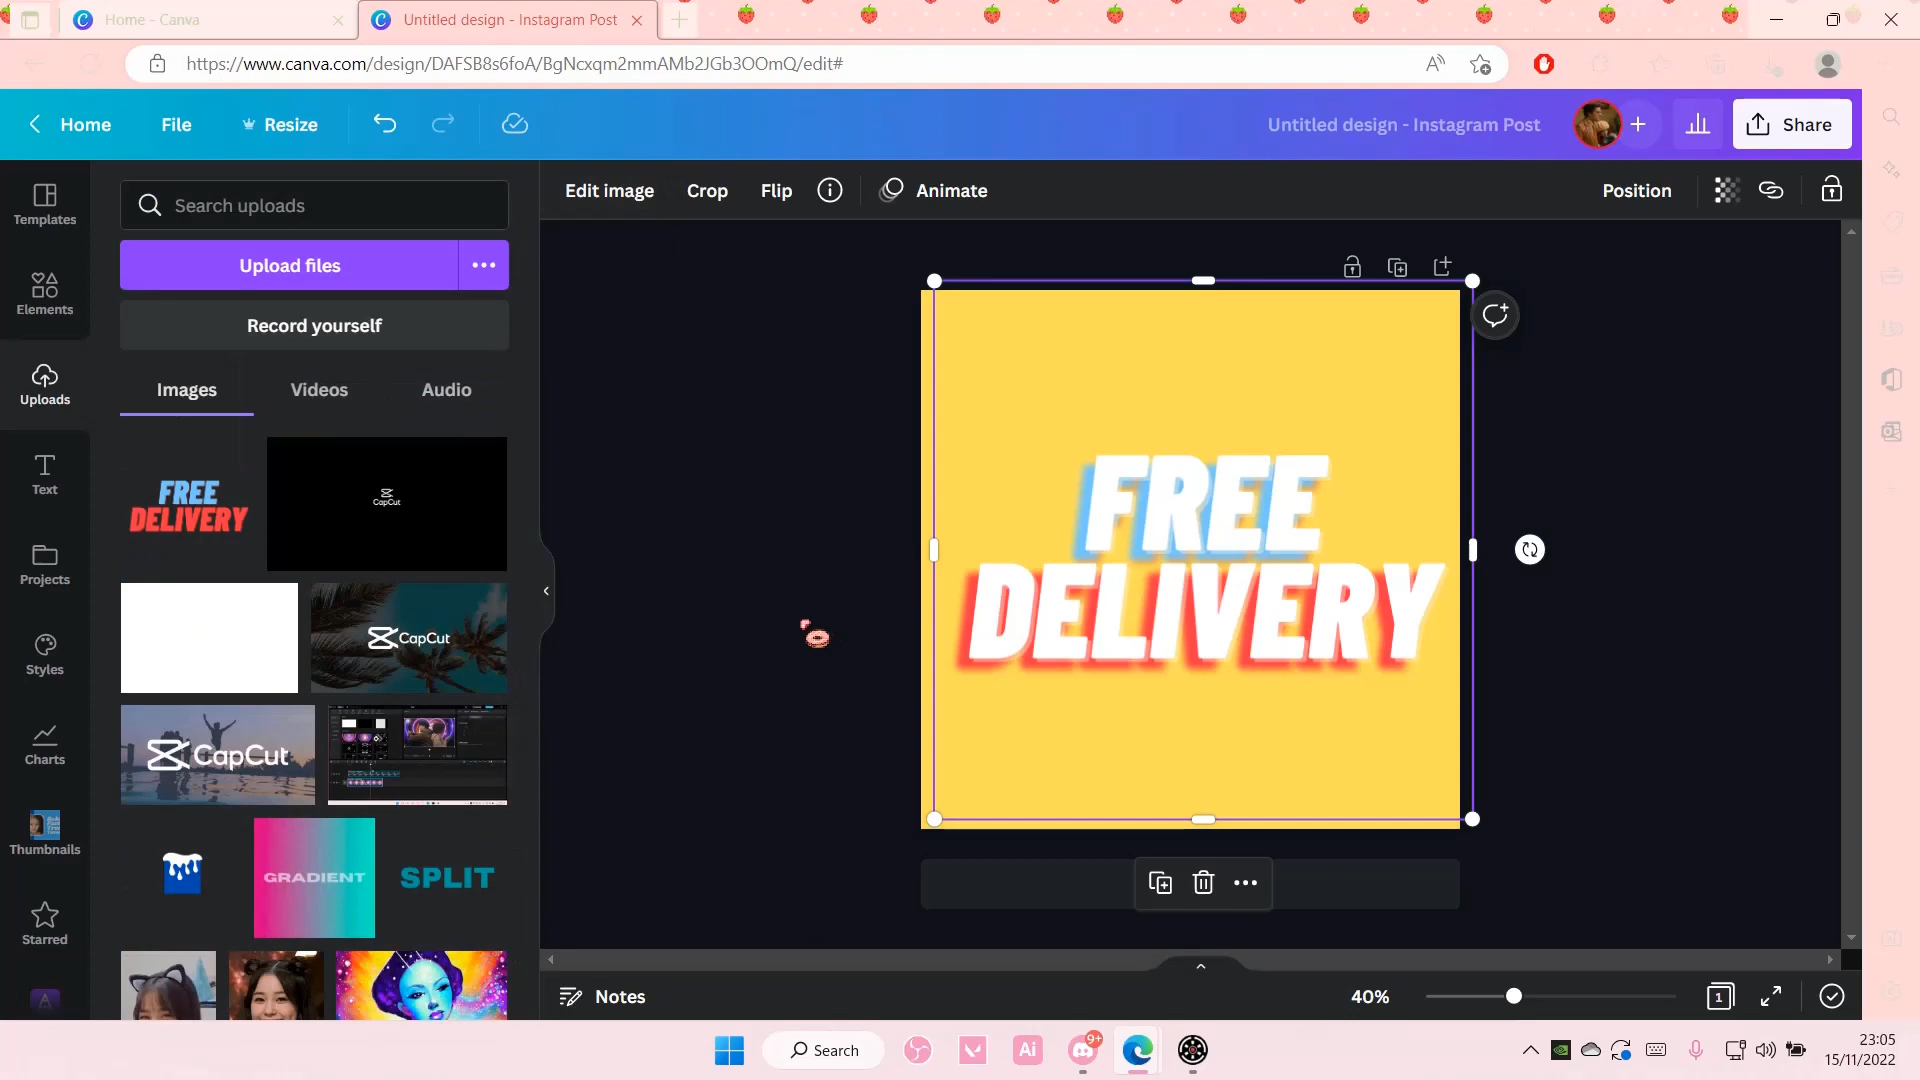 Home - Canva
Untitled design - Instagram Post
https://www.canva.com/design/DAFSB8s6foA/BgNcxqm2mmAMb2JGb3OOmQ/edit#
Home
File
Resize
Untitled design - Instagram Post
Share
Templates
Elements
Uploads
Text
Projects
Styles
Charts
Thumbnails
Starred
Search uploads
Upload files
Record yourself
Images
Videos
Audio
FREE
DELIVERY
CapCut
CapCut
CapCut
GRADIENT
SPLIT
Edit image
Crop
Flip
Animate
Position
FREE
DELIVERY
Notes
40%
1
Search
Ai
9+
23:05
15/11/2022